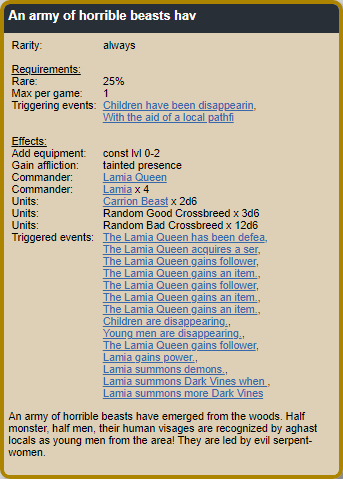 An army of horrible beasts hav
Rarity: always
Requirements:
Rare: 25%
Max per game: 1
Triggering events: Children have been disappearin,
With the aid of a local pathfi
Effects:
Add equipment: const lvl 0-2
Gain affliction: tainted presence
Commander: Lamia Queen
Commander: Lamia x 4
Units: Carrion Beast x 2d6
Units: Random Good Crossbreed x 3d6
Units: Random Bad Crossbreed x 12d6
Triggered events: The Lamia Queen has been defea,
The Lamia Queen acquires a ser,
The Lamia Queen gains follower,
The Lamia Queen gains an item.,
The Lamia Queen gains follower,
The Lamia Queen gains an item.,
The Lamia Queen gains an item.,
Children are disappearing.,
Young men are disappearing.,
The Lamia Queen gains follower,
Lamia gains power.,
Lamia summons demons.,
Lamia summons Dark Vines when ,
Lamia summons more Dark Vines
An army of horrible beasts have emerged from the woods. Half
monster, half men, their human visages are recognized by aghast
locals as young men from the area! They are led by evil serpent-
women.